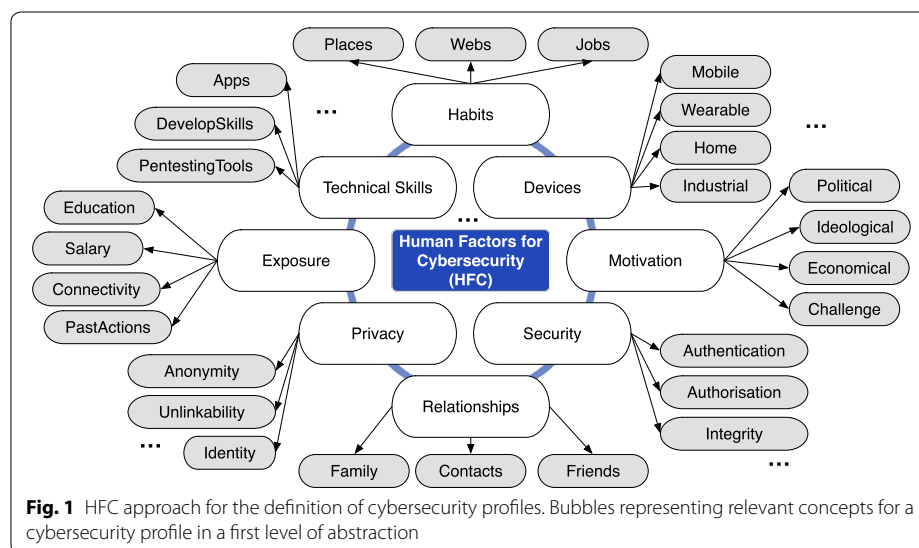 Places
Webs
Jobs
Apps
...
Mobile
Habits
Wearable
DevelopSkills
...
Home
PentestingTools
Technical Skills
Devices
Industrial
Political
Education
...
Ideological
Salary
Exposure
Human Factors for
Cybersecurity
(HFC)
Motivation
Economical
Connectivity
Challenge
PastActions
Privacy
Security
Authentication
Anonymity
Authorisation
Unlinkability
Relationships
Integrity
...
Identity
...
Family
Contacts
Friends
Fig. 1 HFC approach for the definition of cybersecurity profiles. Bubbles representing relevant concepts for a
cybersecurity profile in a first level of abstraction